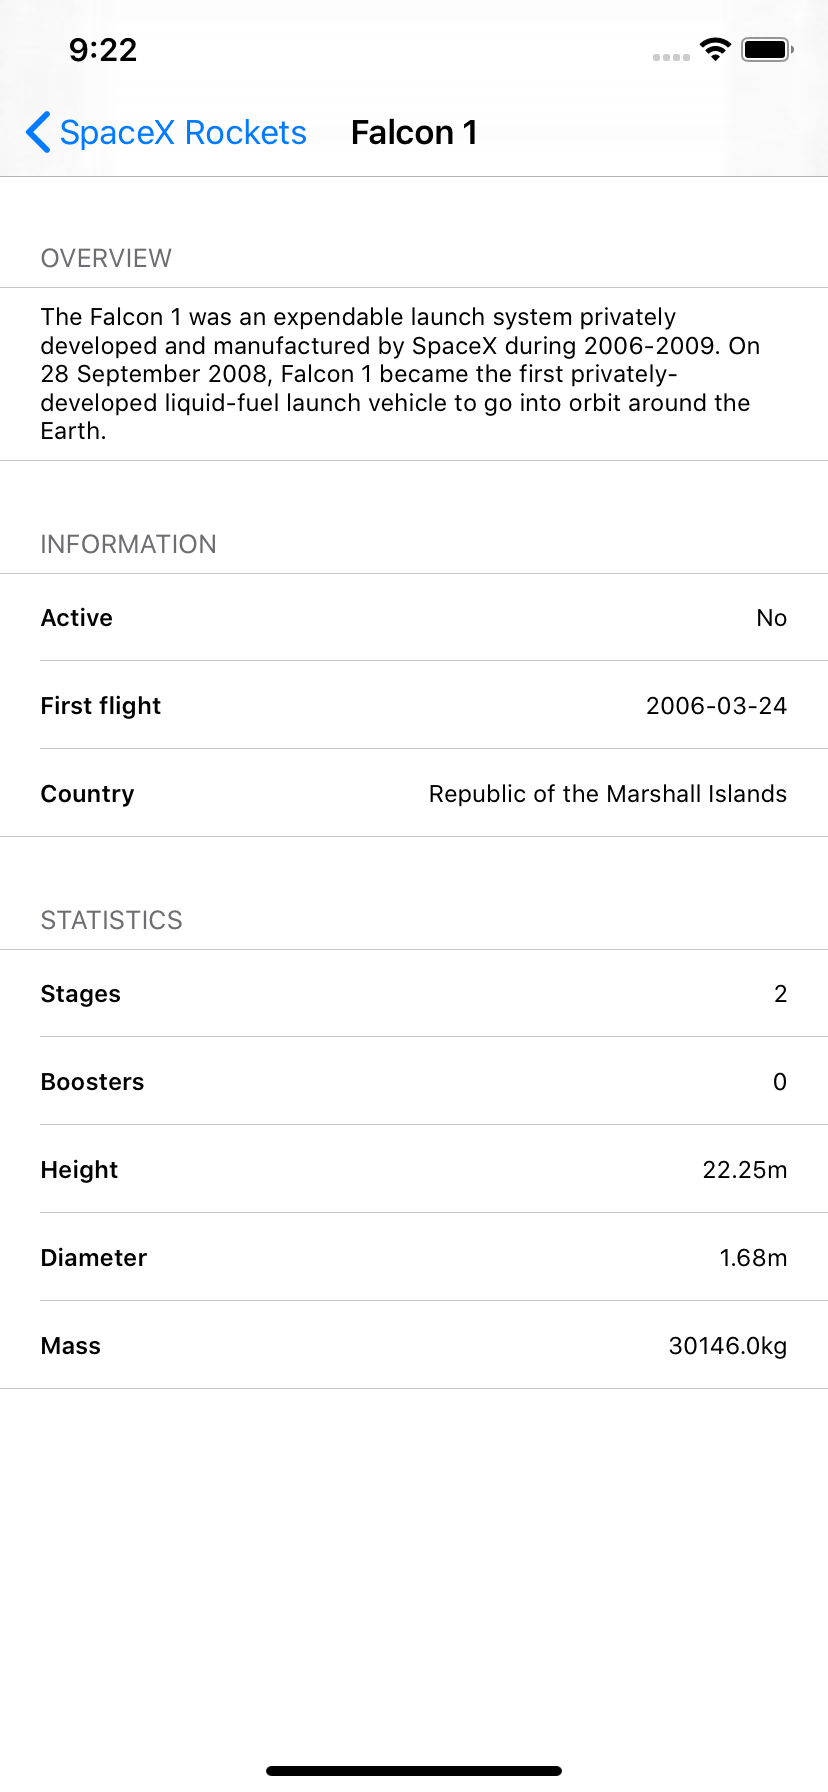 9:22
SpaceX Rockets Falcon 1
OVERVIEW
The Falcon 1 was an expendable launch system privately
developed and manufactured by SpaceX during 2006-2009. On
28 September 2008, Falcon 1 became the first privately-
developed liquid-fuel launch vehicle to go into orbit around the
Earth.
INFORMATION
Active No
First flight 2006-03-24
Country Republic of the Marshall Islands
STATISTICS
Stages 2
Boosters 0
Height 22.25m
Diameter 1.68m
Mass 30146.0kg